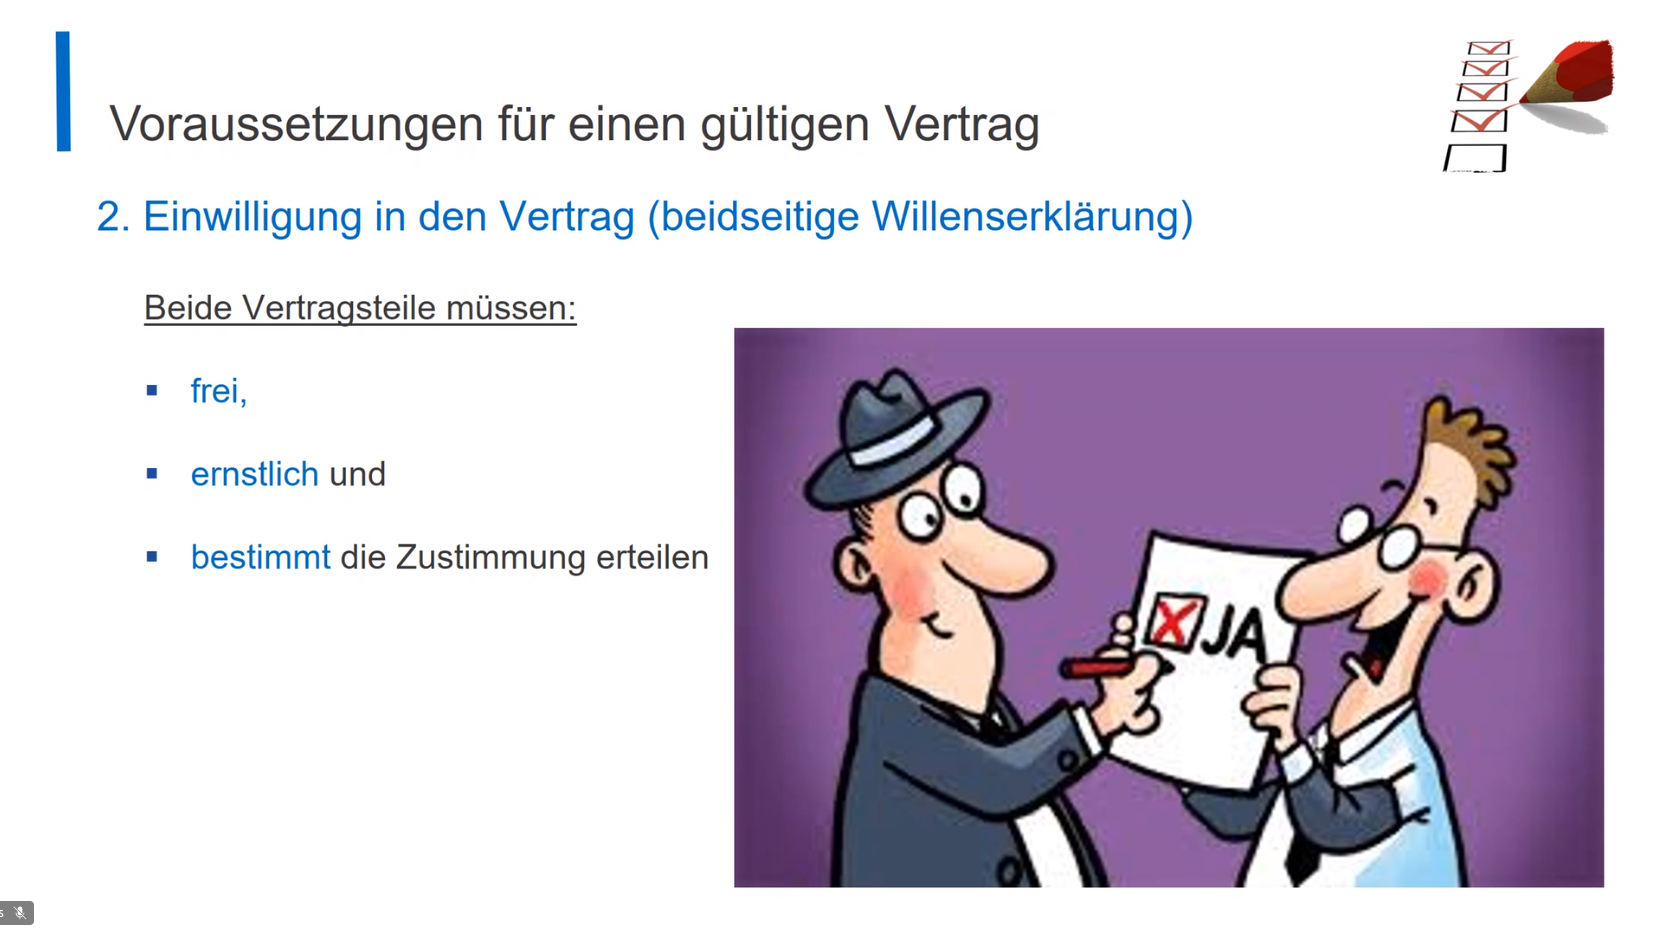 Voraussetzungen für einen gültigen Vertrag
2. Einwilligung in den Vertrag (beidseitige Willenserklärung)
Beide Vertragsteile müssen:
▪ frei,
▪ ernstlich und
▪ bestimmt die Zustimmung erteilen
JA
s